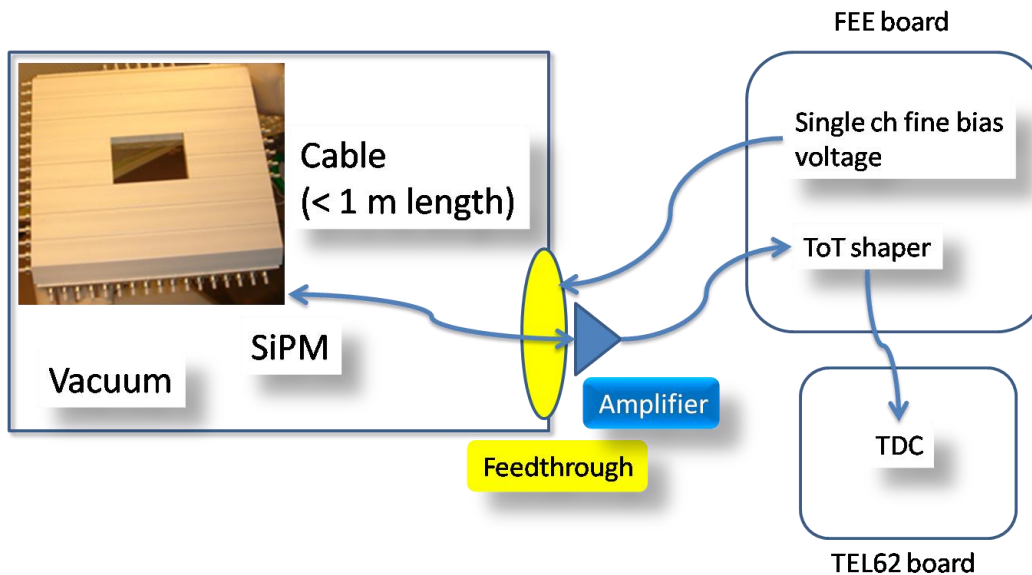 FEE board
Single ch fine bias
voltage
Cable
(< 1 m length)
ToT shaper
SiPM
Vacuum
Amplifier
Feedthrough
TDC
TEL62 board